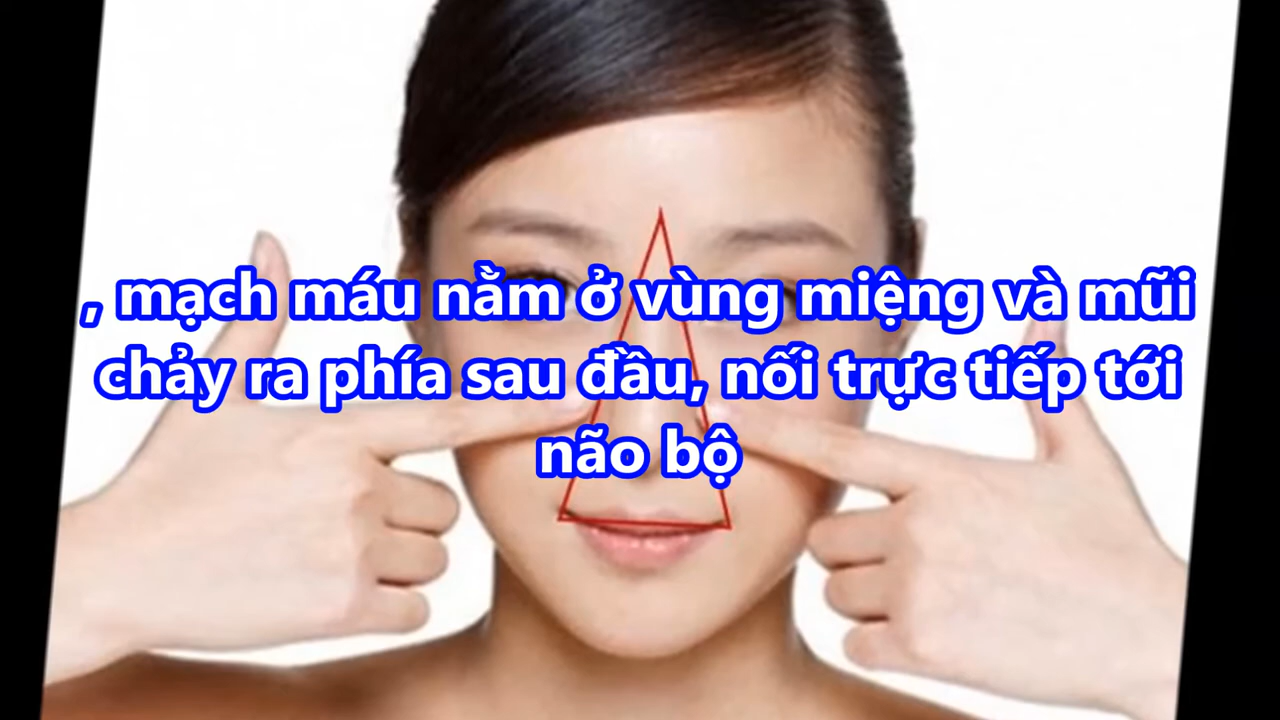 , mạch máu nằm ở vùng miệng và mũi
chảy ra phía sau đầu, nối trực tiếp tới
não bộ